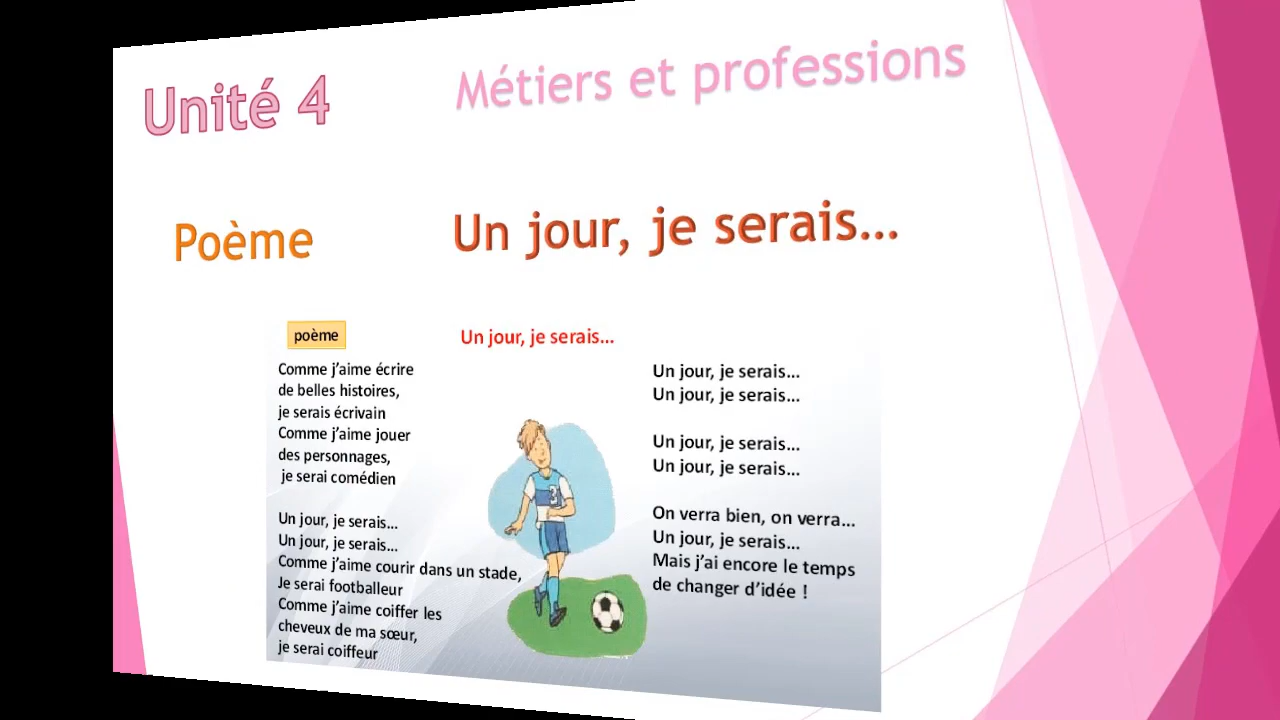 Unité 4
Métiers et professions
Poème
Un jour, je serais...
poème
Un jour, je serais...
Comme j'aime écrire
de belles histoires,
je serais écrivain
Comme j'aime jouer
des personnages,
je serai comédien
Un jour, je serais...
Un jour, je serais...
Comme j'aime courir dans un stade,
Je serai footballeur
Comme j'aime coiffer les
cheveux de ma sœur,
je serai coiffeur
Un jour, je serais...
Un jour, je serais...
Un jour, je serais...
Un jour, je serais...
On verra bien, on verra...
Un jour, je serais...
Mais j'ai encore le temps
de changer d'idée !
3